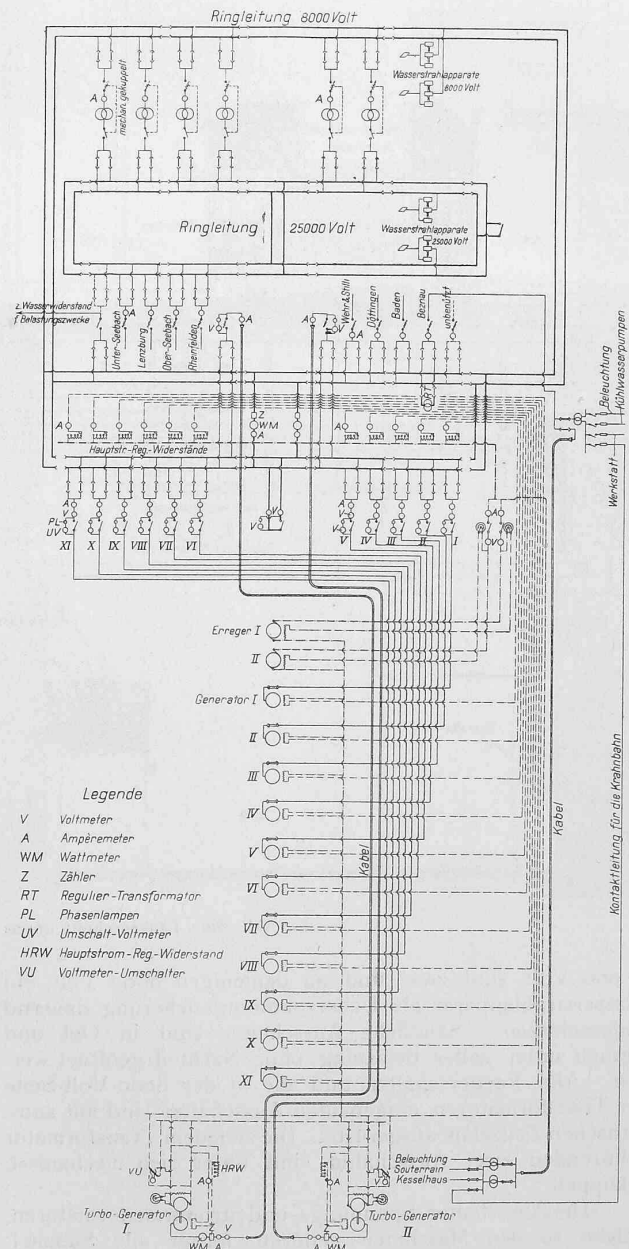 Ringleitung 8000 Volt
A
mechan. gekuppelt
A
Wasserstrahlapparate
8000 Volt
Ringleitung
25000 Volt
Wasserstrahlapparate
25000 Volt
z. Wasserwiderstand
f. Belastungszwecke
Unter-Seebach
A
Lenzburg
Ober-Seebach
Rheinfelden
V
A
A
V
Wehr & Shili
A
Döttingen
Baden
Beznau
unbenützt
RT
Beleuchtung
Kühlwasserpumpen
Werkstatt
A
Z
WM
A
A
Hauptstr.-Reg.-Widerstände
A
V
PL
UV
XI
X
IX
VIII
VII
VI
V
V
A
V
V
IV
III
II
I
A
V
Erreger I
II
Generator I
II
III
IV
V
VI
VII
VIII
IX
X
XI
Kabel
Kabel
Kontaktleitung für die Krahnbahn
Legende
V Voltmeter
A Ampèremeter
WM Wattmeter
Z Zähler
RT Regulier-Transformator
PL Phasenlampen
UV Umschalt-Voltmeter
HRW Hauptstrom-Reg-Widerstand
VU Voltmeter-Umschalter
VU
HRW
A
Turbo-Generator
I
Z
WM
A
V
A
V
Turbo-Generator
II
Z
V
A
WM
Beleuchtung
Souterrain
Kesselhaus